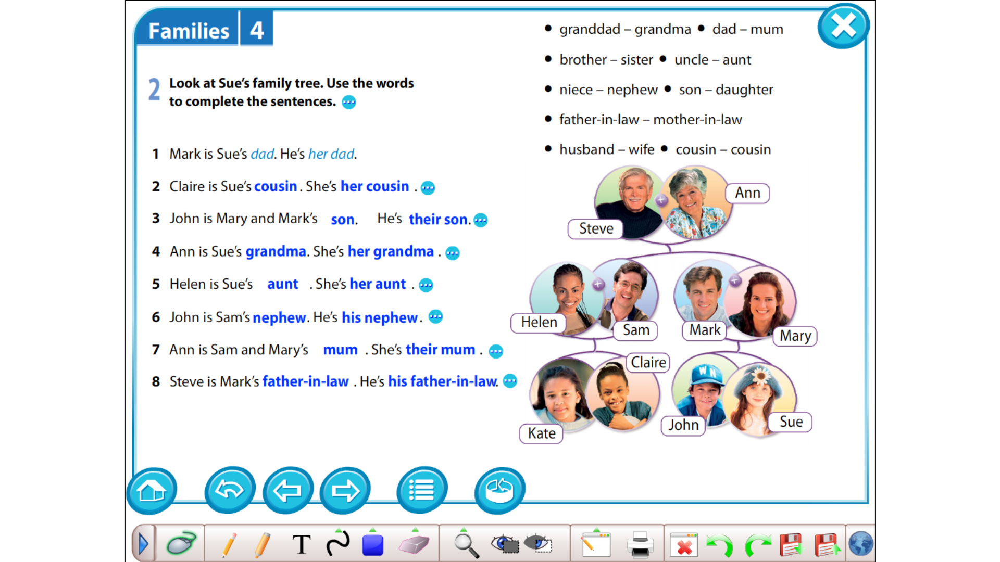 Families 4
2 Look at Sue's family tree. Use the words
to complete the sentences.
1 Mark is Sue's dad. He's her dad.
2 Claire is Sue's cousin . She's her cousin .
3 John is Mary and Mark's son. He's their son.
4 Ann is Sue's grandma. She's her grandma .
5 Helen is Sue's aunt . She's her aunt .
6 John is Sam's nephew. He's his nephew.
7 Ann is Sam and Mary's mum . She's their mum .
8 Steve is Mark's father-in-law . He's his father-in-law.
• granddad – grandma • dad – mum
• brother – sister • uncle – aunt
• niece – nephew • son – daughter
• father-in-law – mother-in-law
• husband – wife • cousin – cousin
Ann
Steve
Helen
Sam
Mark
Mary
Claire
WN
Kate
John
Sue
T